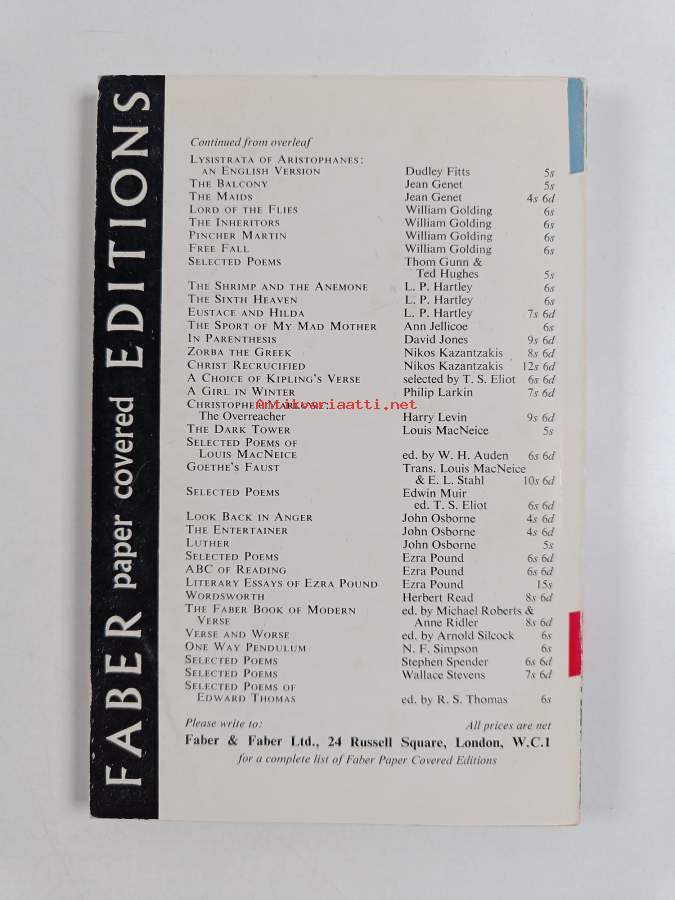 FABER paper covered EDITIONS
Continued from overleaf
LYSISTRATA OF ARISTOPHANES:
AN ENGLISH VERSION Dudley Fitts 5s
THE BALCONY Jean Genet 5s
THE MAIDS Jean Genet 4s 6d
LORD OF THE FLIES William Golding 6s
THE INHERITORS William Golding 6s
PINCHER MARTIN William Golding 6s
FREE FALL William Golding 6s
SELECTED POEMS Thom Gunn &
Ted Hughes 5s
THE SHRIMP AND THE ANEMONE L. P. Hartley 6s
THE SIXTH HEAVEN L. P. Hartley 6s
EUSTACE AND HILDA L. P. Hartley 7s 6d
THE SPORT OF MY MAD MOTHER Ann Jellicoe 6s
IN PARENTHESIS David Jones 9s 6d
ZORBA THE GREEK Nikos Kazantzakis 8s 6d
CHRIST RECRUCIFIED Nikos Kazantzakis 12s 6d
A CHOICE OF KIPLING'S VERSE selected by T. S. Eliot 6s 6d
A GIRL IN WINTER Philip Larkin 7s 6d
CHRISTOPHER
Antikvariaatti.net
The Overreacher Harry Levin 9s 6d
THE DARK TOWER Louis MacNeice 5s
SELECTED POEMS OF
LOUIS MACNEICE ed. by W. H. Auden 6s 6d
GOETHE'S FAUST Trans. Louis MacNeice
& E. L. Stahl 10s 6d
SELECTED POEMS Edwin Muir
ed. T. S. Eliot 6s 6d
LOOK BACK IN ANGER John Osborne 4s 6d
THE ENTERTAINER John Osborne 4s 6d
LUTHER John Osborne 5s
SELECTED POEMS Ezra Pound 6s 6d
ABC OF READING Ezra Pound 6s 6d
LITERARY ESSAYS OF EZRA POUND Ezra Pound 15s
WORDSWORTH Herbert Read 8s 6d
THE FABER BOOK OF MODERN ed. by Michael Roberts &
VERSE Anne Ridler 8s 6d
VERSE AND WORSE ed. by Arnold Silcock 6s
ONE WAY PENDULUM N. F. Simpson 6s
SELECTED POEMS Stephen Spender 6s 6d
SELECTED POEMS Wallace Stevens 7s 6d
SELECTED POEMS OF
EDWARD THOMAS ed. by R. S. Thomas 6s
Please write to: All prices are net
Faber & Faber Ltd., 24 Russell Square, London, W.C.1
for a complete list of Faber Paper Covered Editions